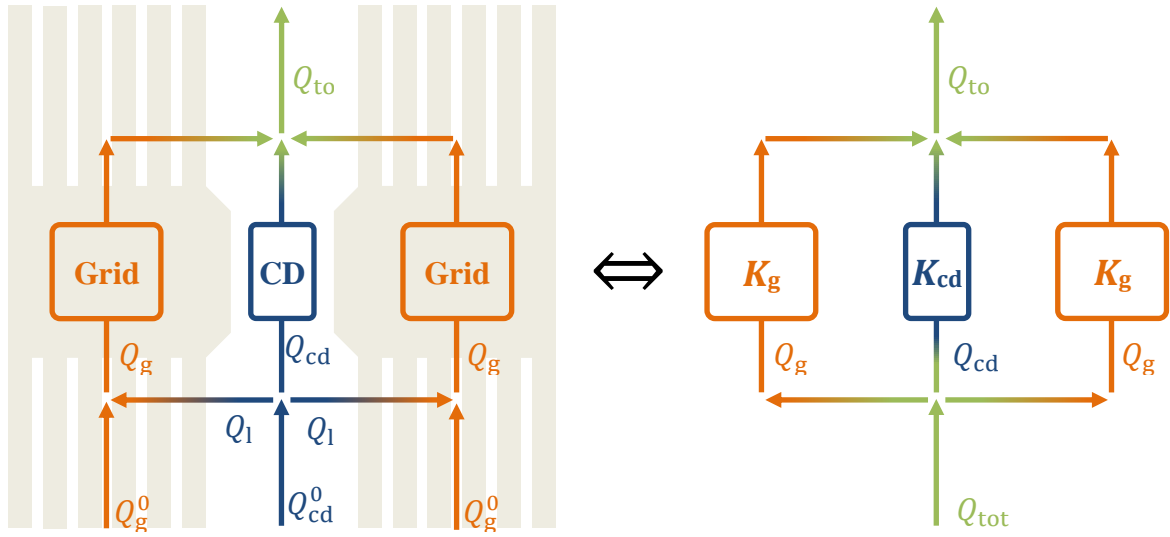 Q_to Q_to
Grid CD Grid ⇔ K_g K_cd K_g
Q_g Q_cd Q_g Q_g Q_cd Q_g
Q_l Q_l
Q_g^0 Q_cd^0 Q_g^0 Q_tot